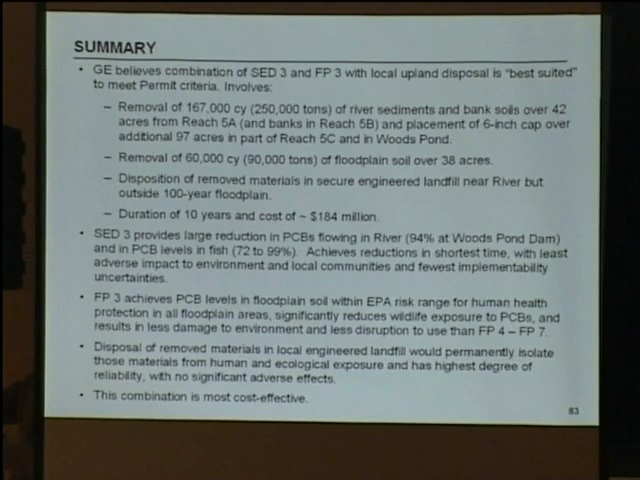 SUMMARY
• GE believes combination of SED 3 and FP 3 with local upland disposal is “best suited”
to meet Permit criteria. Involves:
– Removal of 167,000 cy (250,000 tons) of river sediments and bank soils over 42
acres from Reach 5A (and banks in Reach 5B) and placement of 6-inch cap over
additional 97 acres in part of Reach 5C and in Woods Pond.
– Removal of 60,000 cy (90,000 tons) of floodplain soil over 38 acres.
– Disposition of removed materials in secure engineered landfill near River but
outside 100-year floodplain.
– Duration of 10 years and cost of ~ $184 million.
• SED 3 provides large reduction in PCBs flowing in River (94% at Woods Pond Dam)
and in PCB levels in fish (72 to 99%). Achieves reductions in shortest time, with least
adverse impact to environment and local communities and fewest implementability
uncertainties.
• FP 3 achieves PCB levels in floodplain soil within EPA risk range for human health
protection in all floodplain areas, significantly reduces wildlife exposure to PCBs, and
results in less damage to environment and less disruption to use than FP 4 – FP 7.
• Disposal of removed materials in local engineered landfill would permanently isolate
those materials from human and ecological exposure and has highest degree of
reliability, with no significant adverse effects.
• This combination is most cost-effective.
83